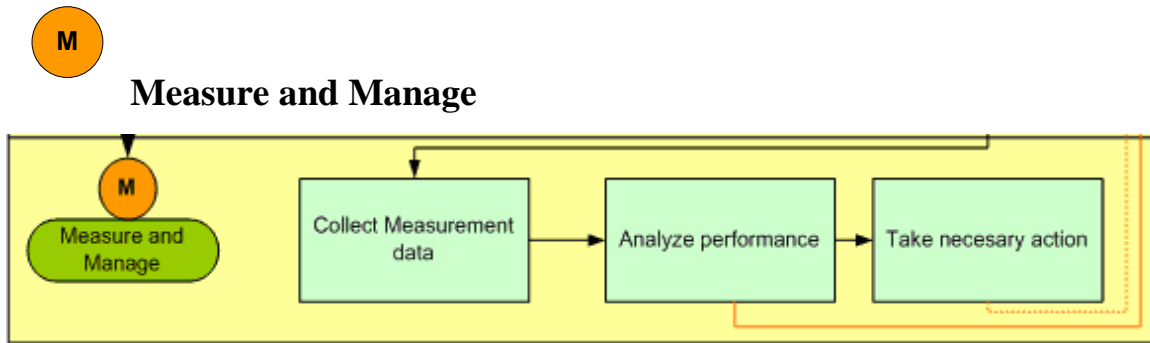 M
Measure and Manage
M
Measure and
Manage
Collect Measurement
data
Analyze performance
Take necesary action